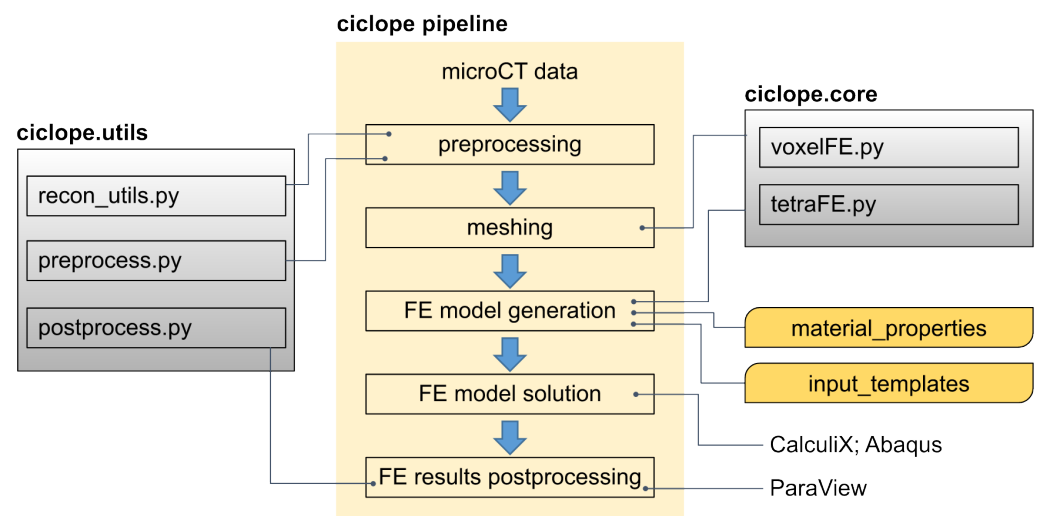 ciclope pipeline
microCT data
preprocessing
meshing
FE model generation
FE model solution
FE results postprocessing
ciclope.utils
recon_utils.py
preprocess.py
postprocess.py
ciclope.core
voxelFE.py
tetraFE.py
material_properties
input_templates
CalculiX; Abaqus
ParaView